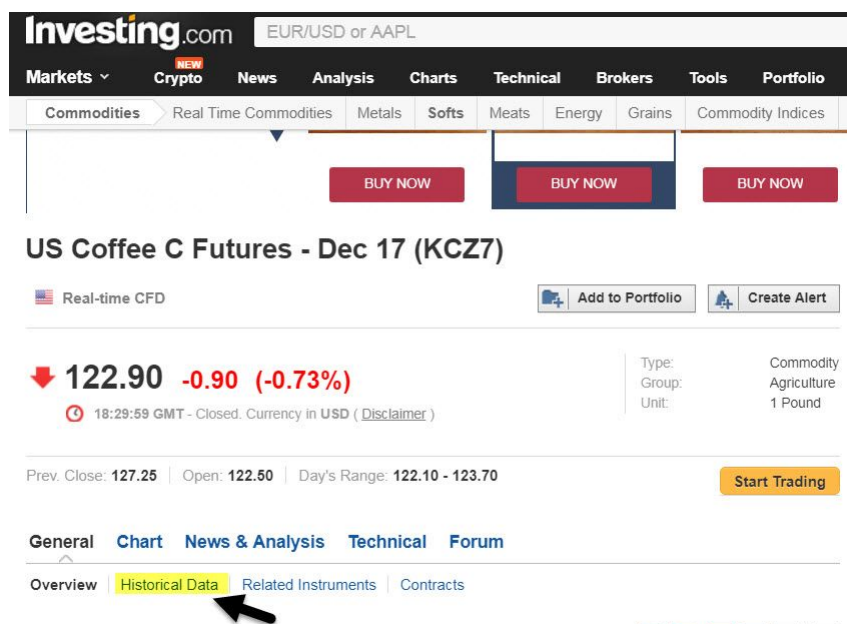 Investing.com EUR/USD or AAPL
NEW
Markets Crypto News Analysis Charts Technical Brokers Tools Portfolio
Commodities Real Time Commodities Metals Softs Meats Energy Grains Commodity Indices
BUY NOW BUY NOW BUY NOW
US Coffee C Futures - Dec 17 (KCZ7)
Real-time CFD Add to Portfolio Create Alert
122.90 -0.90 (-0.73%)
Type: Commodity
Group: Agriculture
Unit: 1 Pound
18:29:59 GMT - Closed. Currency in USD ( Disclaimer )
Prev. Close: 127.25 Open: 122.50 Day's Range: 122.10 - 123.70
Start Trading
General Chart News & Analysis Technical Forum
Overview Historical Data Related Instruments Contracts